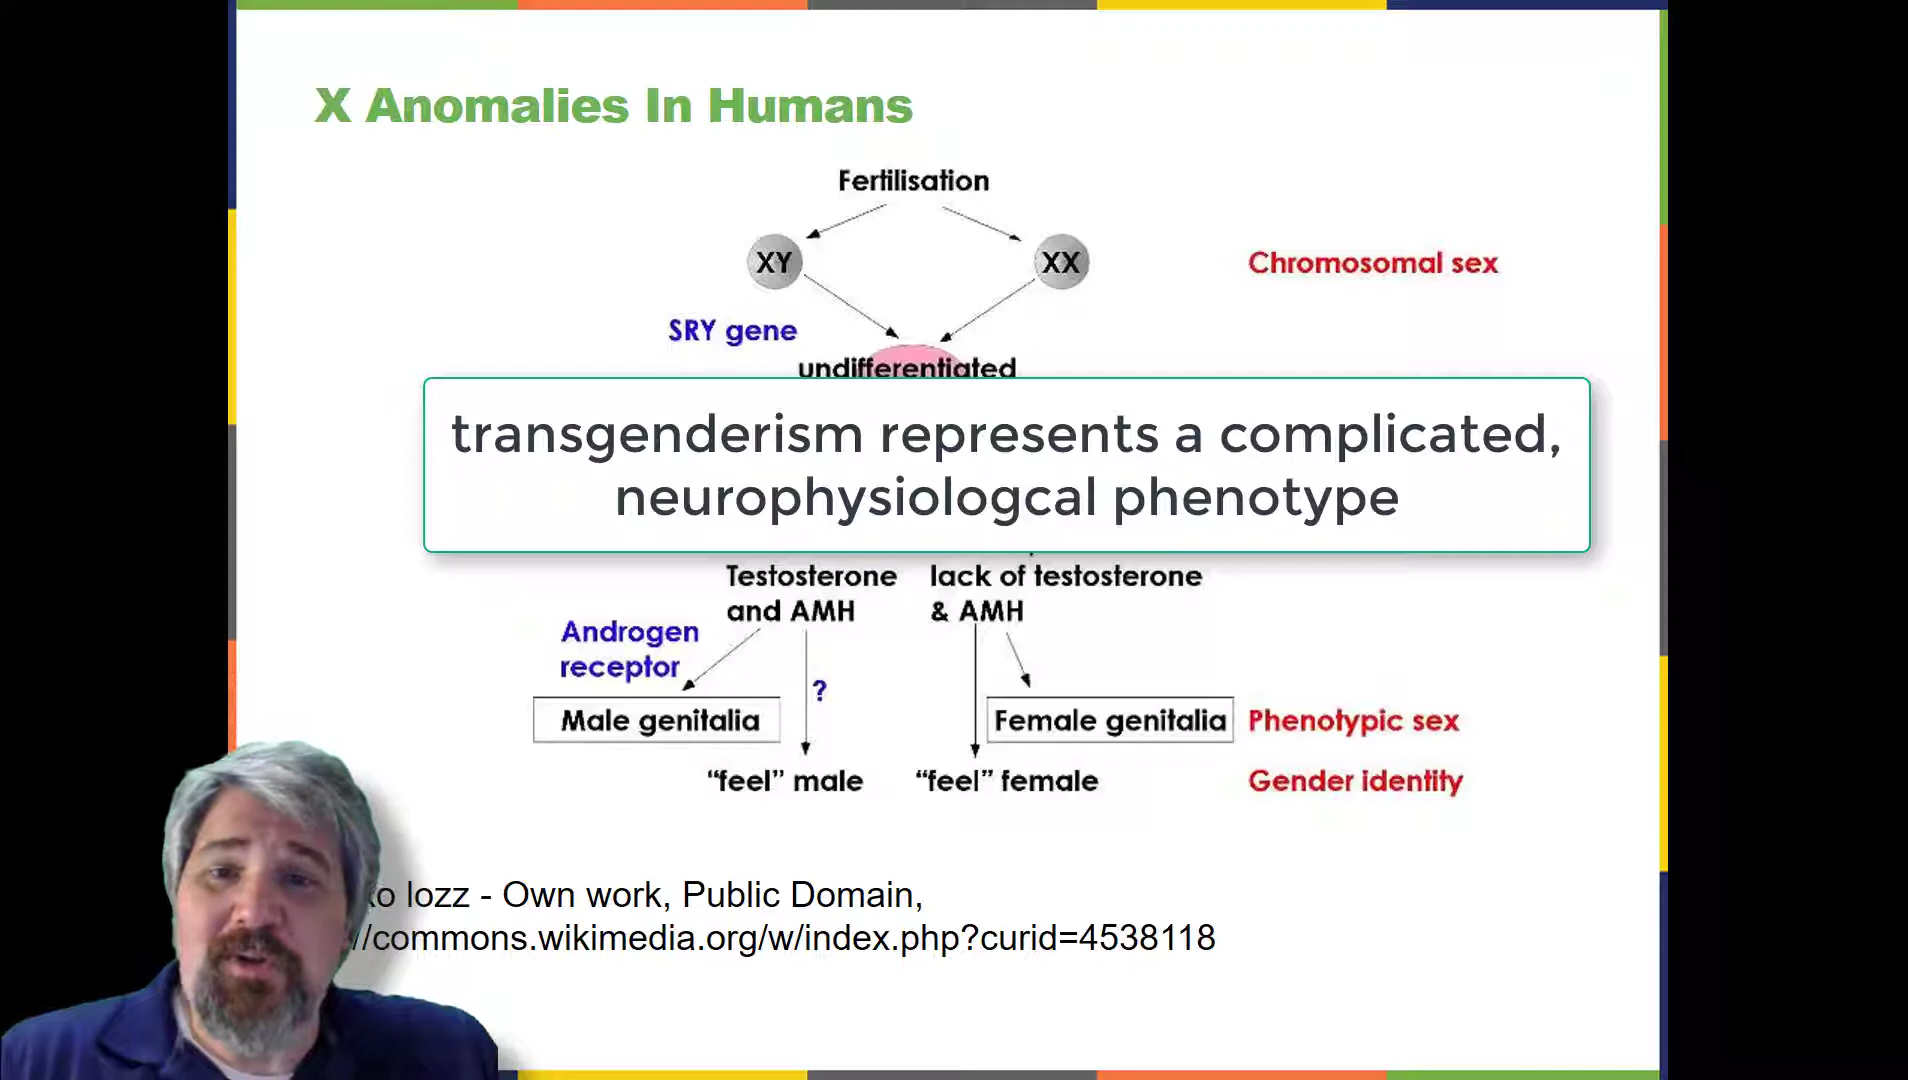 X Anomalies In Humans
Fertilisation
XY
XX
Chromosomal sex
SRY gene
undifferentiated
transgenderism represents a complicated,
neurophysiologcal phenotype
Testosterone
and AMH
lack of testosterone
& AMH
Androgen
receptor
?
Male genitalia
Female genitalia
Phenotypic sex
“feel” male
“feel” female
Gender identity
lozz - Own work, Public Domain,
//commons.wikimedia.org/w/index.php?curid=4538118